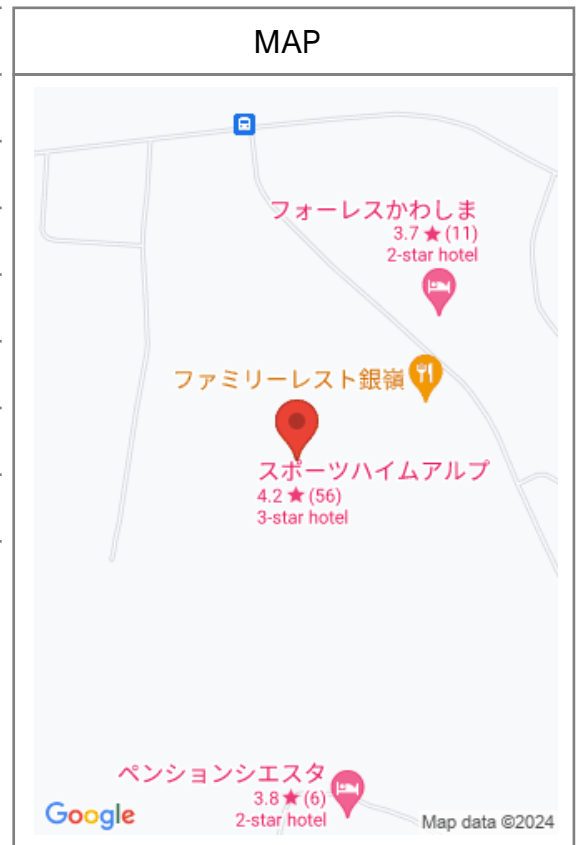 MAP
フォーレスかわしま
3.7 ★ (11)
2-star hotel
ファミリーレスト銀嶺
スポーツハイムアルプ
4.2 ★ (56)
3-star hotel
ペンションシエスタ
3.8 ★ (6)
2-star hotel
Google
Map data ©2024